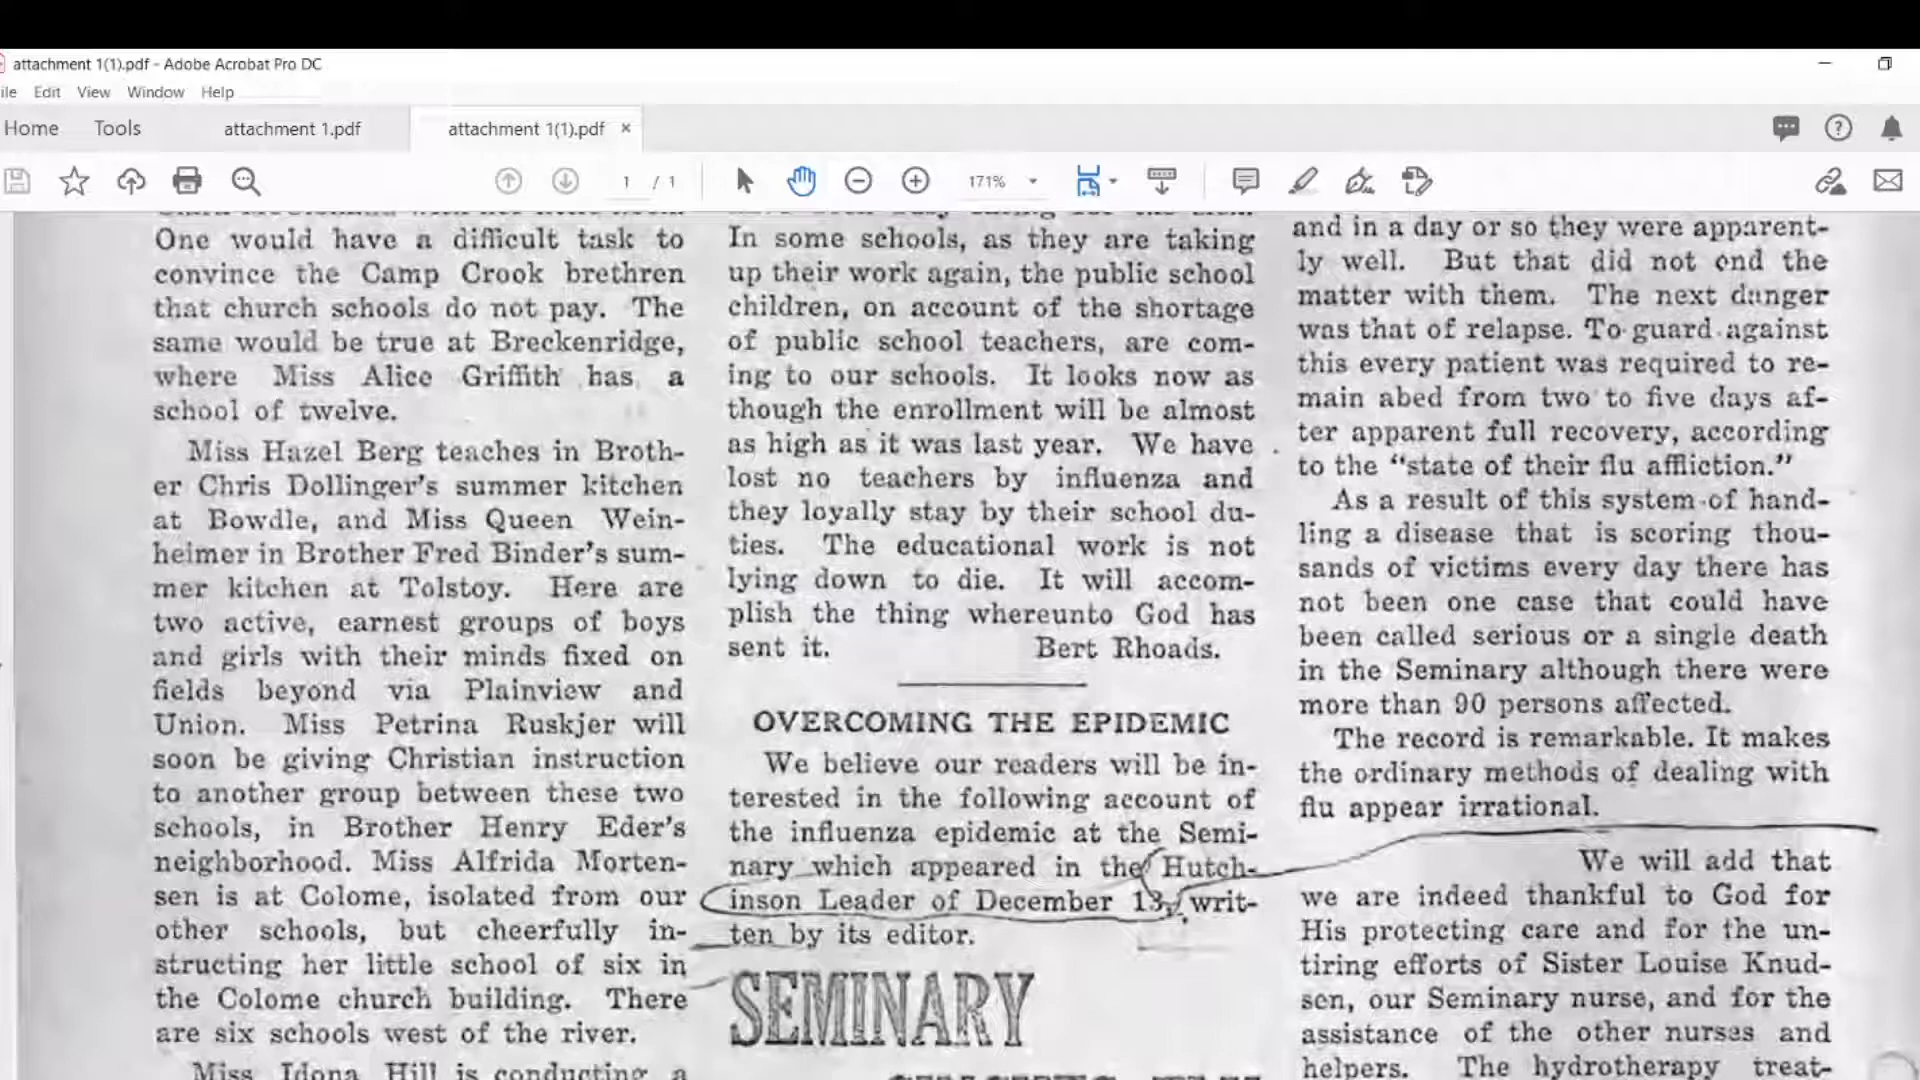 attachment 1(1).pdf - Adobe Acrobat Pro DC
ile Edit View Window Help
Home Tools attachment 1.pdf attachment 1(1).pdf ×
1 / 1 171%
One would have a difficult task to
convince the Camp Crook brethren
that church schools do not pay. The
same would be true at Breckenridge,
where Miss Alice Griffith has a
school of twelve.
Miss Hazel Berg teaches in Broth-
er Chris Dollinger's summer kitchen
at Bowdle, and Miss Queen Wein-
heimer in Brother Fred Binder's sum-
mer kitchen at Tolstoy. Here are
two active, earnest groups of boys
and girls with their minds fixed on
fields beyond via Plainview and
Union. Miss Petrina Ruskjer will
soon be giving Christian instruction
to another group between these two
schools, in Brother Henry Eder's
neighborhood. Miss Alfrida Morten-
sen is at Colome, isolated from our
other schools, but cheerfully in-
structing her little school of six in
the Colome church building. There
are six schools west of the river.
Miss Idona Hill is conducting a
In some schools, as they are taking
up their work again, the public school
children, on account of the shortage
of public school teachers, are com-
ing to our schools. It looks now as
though the enrollment will be almost
as high as it was last year. We have
lost no teachers by influenza and
they loyally stay by their school du-
ties. The educational work is not
lying down to die. It will accom-
plish the thing whereunto God has
sent it. Bert Rhoads.
OVERCOMING THE EPIDEMIC
We believe our readers will be in-
terested in the following account of
the influenza epidemic at the Semi-
nary which appeared in the Hutch-
inson Leader of December 13, writ-
ten by its editor.
SEMINARY
and in a day or so they were apparent-
ly well. But that did not end the
matter with them. The next danger
was that of relapse. To guard against
this every patient was required to re-
main abed from two to five days af-
ter apparent full recovery, according
to the "state of their flu affliction."
As a result of this system of hand-
ling a disease that is scoring thou-
sands of victims every day there has
not been one case that could have
been called serious or a single death
in the Seminary although there were
more than 90 persons affected.
The record is remarkable. It makes
the ordinary methods of dealing with
flu appear irrational.
We will add that
we are indeed thankful to God for
His protecting care and for the un-
tiring efforts of Sister Louise Knud-
sen, our Seminary nurse, and for the
assistance of the other nurses and
helpers. The hydrotherapy treat-